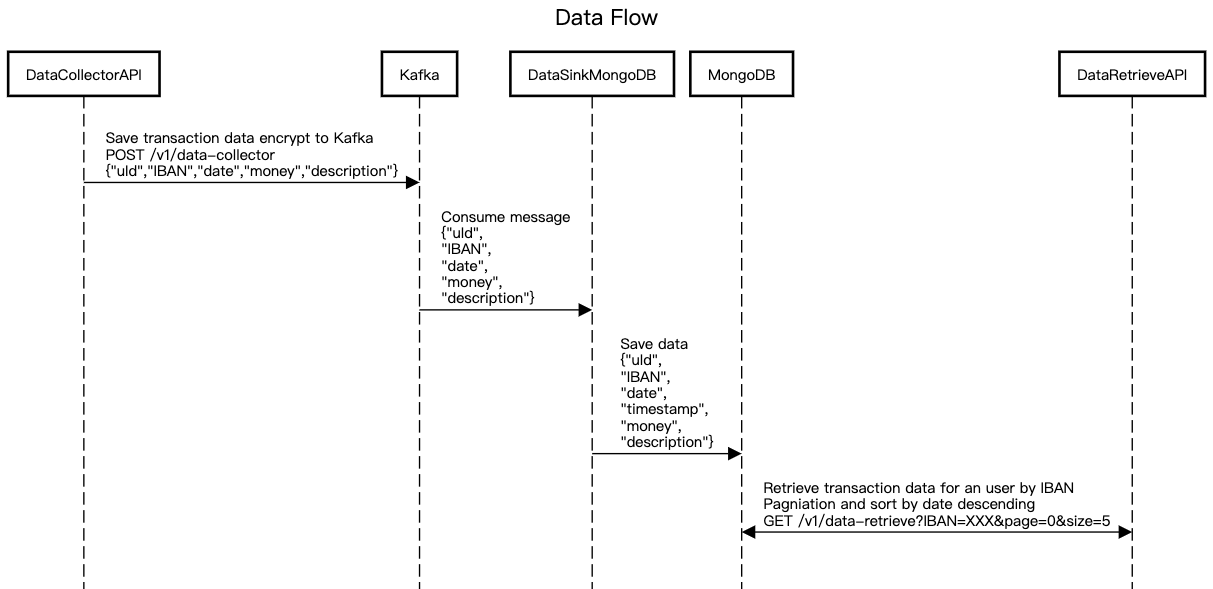 Data Flow
DataCollectorAPI
Kafka
DataSinkMongoDB
MongoDB
DataRetrieveAPI
Save transaction data encrypt to Kafka
POST /v1/data-collector
{"uId","IBAN","date","money","description"}
Consume message
{"uId",
"IBAN",
"date",
"money",
"description"}
Save data
{"uId",
"IBAN",
"date",
"timestamp",
"money",
"description"}
Retrieve transaction data for an user by IBAN
Pagniation and sort by date descending
GET /v1/data-retrieve?IBAN=XXX&page=0&size=5